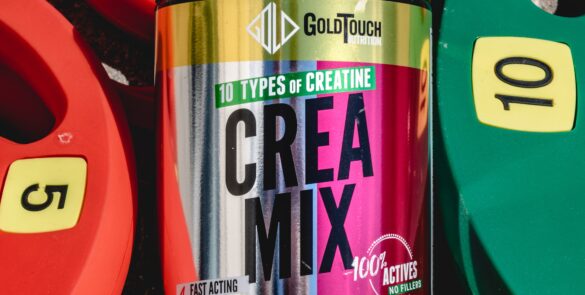 GOLD
GOLDTOUCH
NUTRITION
10 TYPES OF CREATINE
CREA
MIX
100%
ACTIVES
NO FILLERS
FAST ACTING
5
10